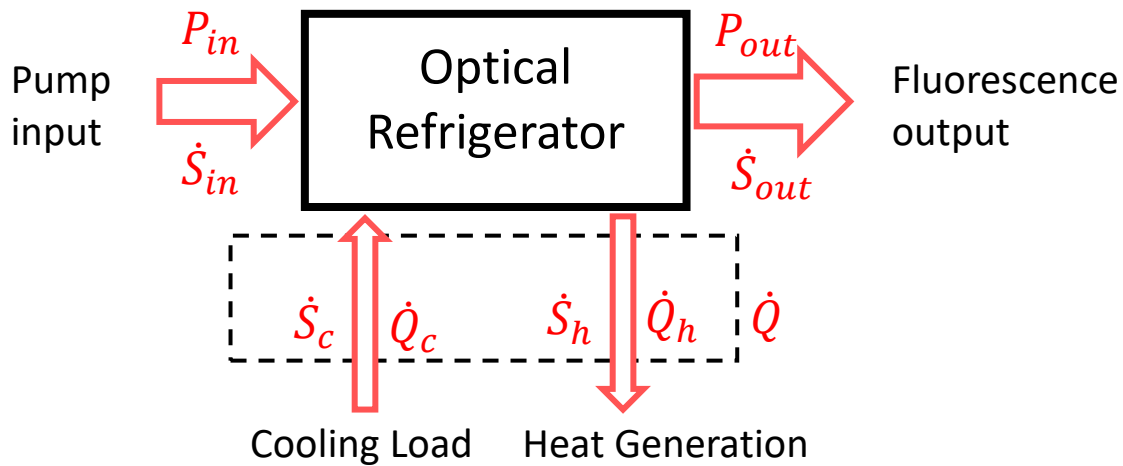 P_in
P_out
Pump
input
Optical
Refrigerator
Fluorescence
output
Ṡ_in
Ṡ_out
Ṡ_c
Q̇_c
Ṡ_h
Q̇_h
Q̇
Cooling Load
Heat Generation